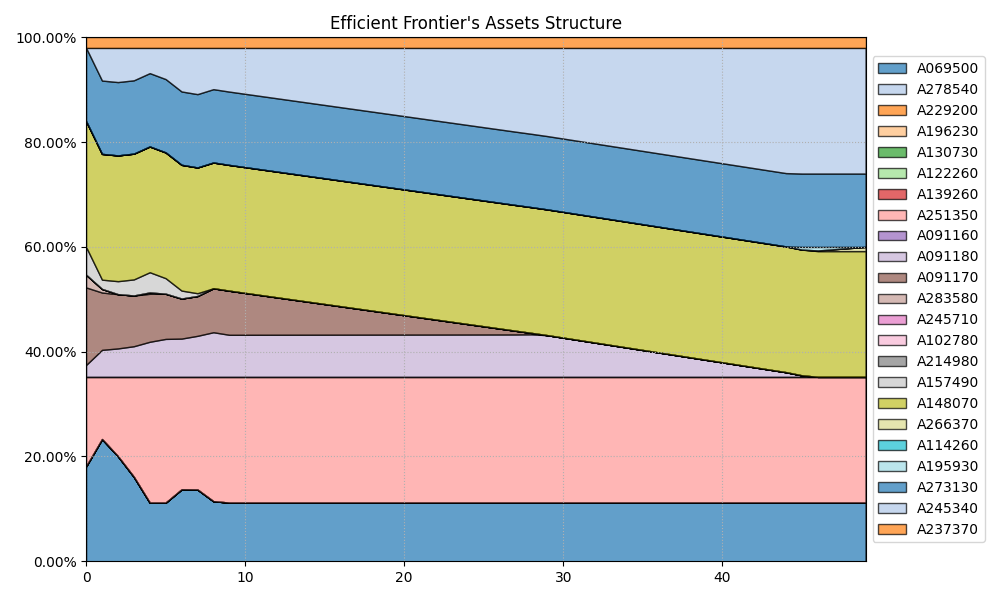 Efficient Frontier's Assets Structure
100.00%
80.00%
60.00%
40.00%
20.00%
0.00%
0
10
20
30
40
A069500
A278540
A229200
A196230
A130730
A122260
A139260
A251350
A091160
A091180
A091170
A283580
A245710
A102780
A214980
A157490
A148070
A266370
A114260
A195930
A273130
A245340
A237370